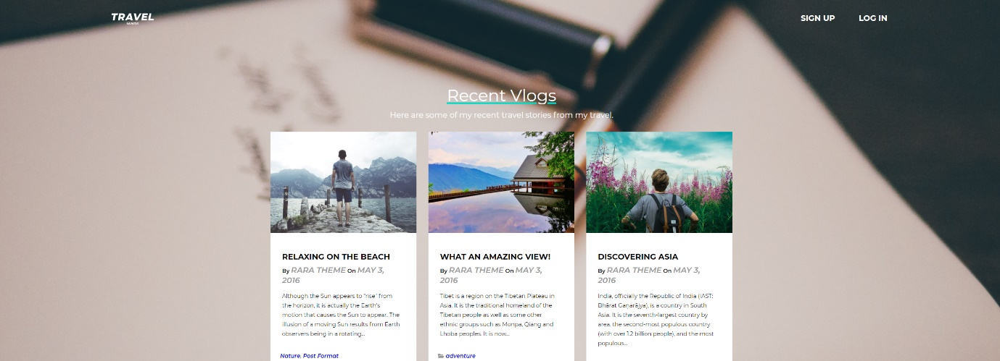 TRAVEL
MINDS
SIGN UP
LOG IN
Recent Vlogs
Here are some of my recent travel stories from my travel.
RELAXING ON THE BEACH
By RARA THEME On MAY 3,
2016
Although the Sun appears to "rise" from
the horizon, it is actually the Earth's
motion that causes the Sun to appear. The
illusion of a moving Sun results from Earth
observers being in a rotating...
Nature, Post Format
WHAT AN AMAZING VIEW!
By RARA THEME On MAY 3,
2016
Tibet is a region on the Tibetan Plateau in
Asia. It is the traditional homeland of the
Tibetan people as well as some other
ethnic groups such as Monpa, Qiang and
Lhoba peoples. It is now...
adventure
DISCOVERING ASIA
By RARA THEME On MAY 3,
2016
India, officially the Republic of India (IAST:
Bhārat Gaṇarājya), is a country in South
Asia. It is the seventh-largest country by
area, the second-most populous country
(with over 1.2 billion people), and the most
populous...